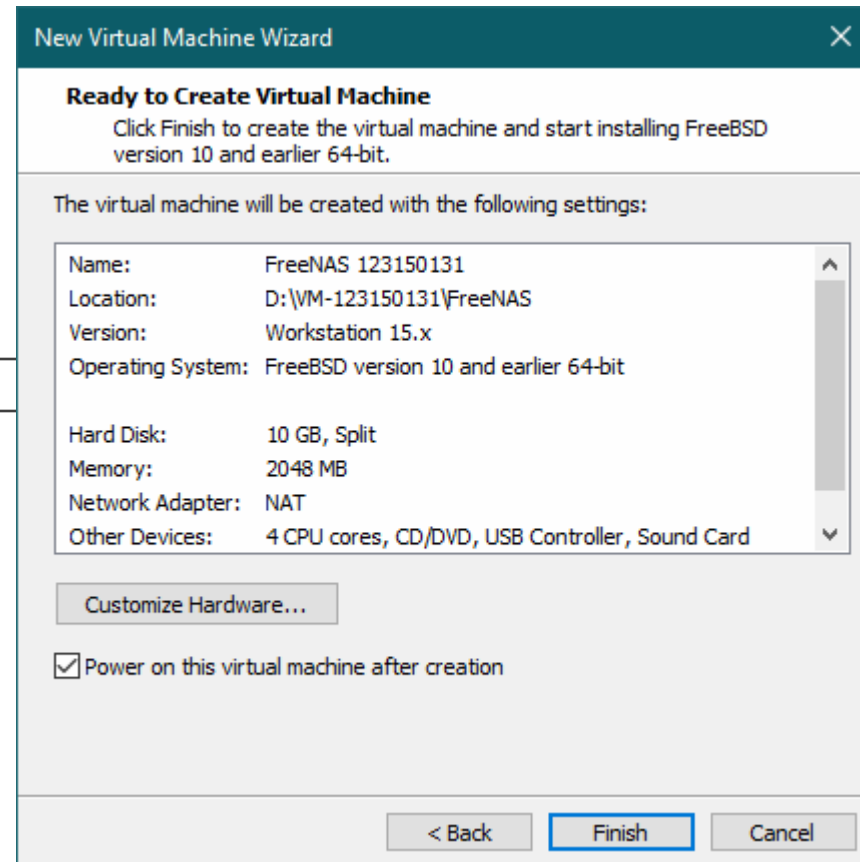 New Virtual Machine Wizard
Ready to Create Virtual Machine
Click Finish to create the virtual machine and start installing FreeBSD
version 10 and earlier 64-bit.
The virtual machine will be created with the following settings:
Name: FreeNAS 123150131
Location: D:\VM-123150131\FreeNAS
Version: Workstation 15.x
Operating System: FreeBSD version 10 and earlier 64-bit
Hard Disk: 10 GB, Split
Memory: 2048 MB
Network Adapter: NAT
Other Devices: 4 CPU cores, CD/DVD, USB Controller, Sound Card
Customize Hardware...
Power on this virtual machine after creation
< Back Finish Cancel